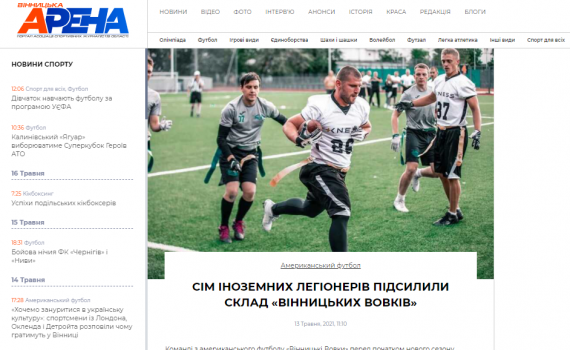 ВІННИЦЬКА
АРЕНА
НОВИНИ ВІДЕО ФОТО ІНТЕРВ'Ю АНОНСИ ІСТОРІЯ КРАСА РЕДАКЦІЯ БЛОГИ
Олімпіада Футбол Ігрові види Єдиноборства Шахи і шашки Волейбол Футзал Легка атлетика Інші види Спорт для всіх
НОВИНИ СПОРТУ
Спорт для всіх, Футбол
Дівчаток навчають футболу за
програмою УЄФА
10:36 Футбол
Калинівський «Ягуар»
виборюватиме Суперкубок Героїв
АТО
16 Травня
7:25 Кікбоксинг
Успіхи подільських кікбоксерів
15 Травня
18:31 Футбол
Бойова нічия ФК «Чернігів» і
«Ниви»
14 Травня
17:28 Американський футбол
«Хочемо зануритися в українську
культуру»: спортсмени із Лондона,
Окленда і Детройта розповіли чому
гратимуть у Вінниці
Американський футбол
СІМ ІНОЗЕМНИХ ЛЕГІОНЕРІВ ПІДСИЛИЛИ
СКЛАД «ВІННИЦЬКИХ ВОВКІВ»
13 Травня, 2021, 11:10
Команді з американського футболу «Вінницькі Вовки» перед початком нового сезону